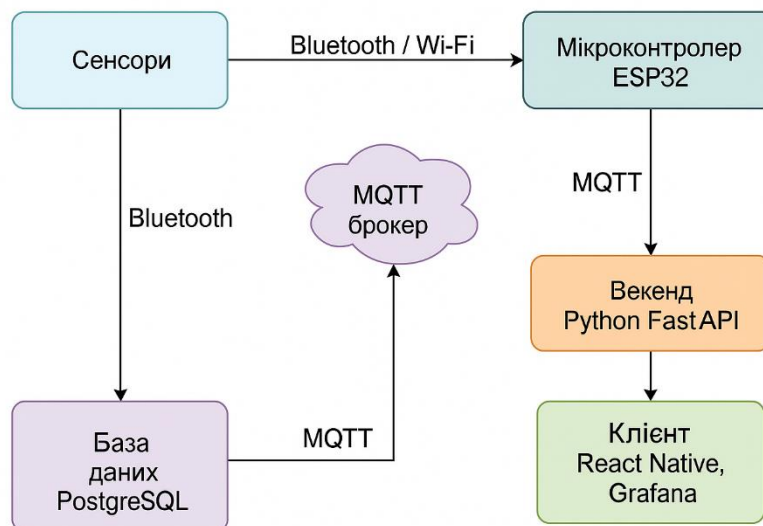 Сенсори
Bluetooth / Wi-Fi
Мікроконтролер
ESP32
Bluetooth
MQTT
брокер
MQTT
Векенд
Python Fast API
База
даних
PostgreSQL
MQTT
Клієнт
React Native,
Grafana